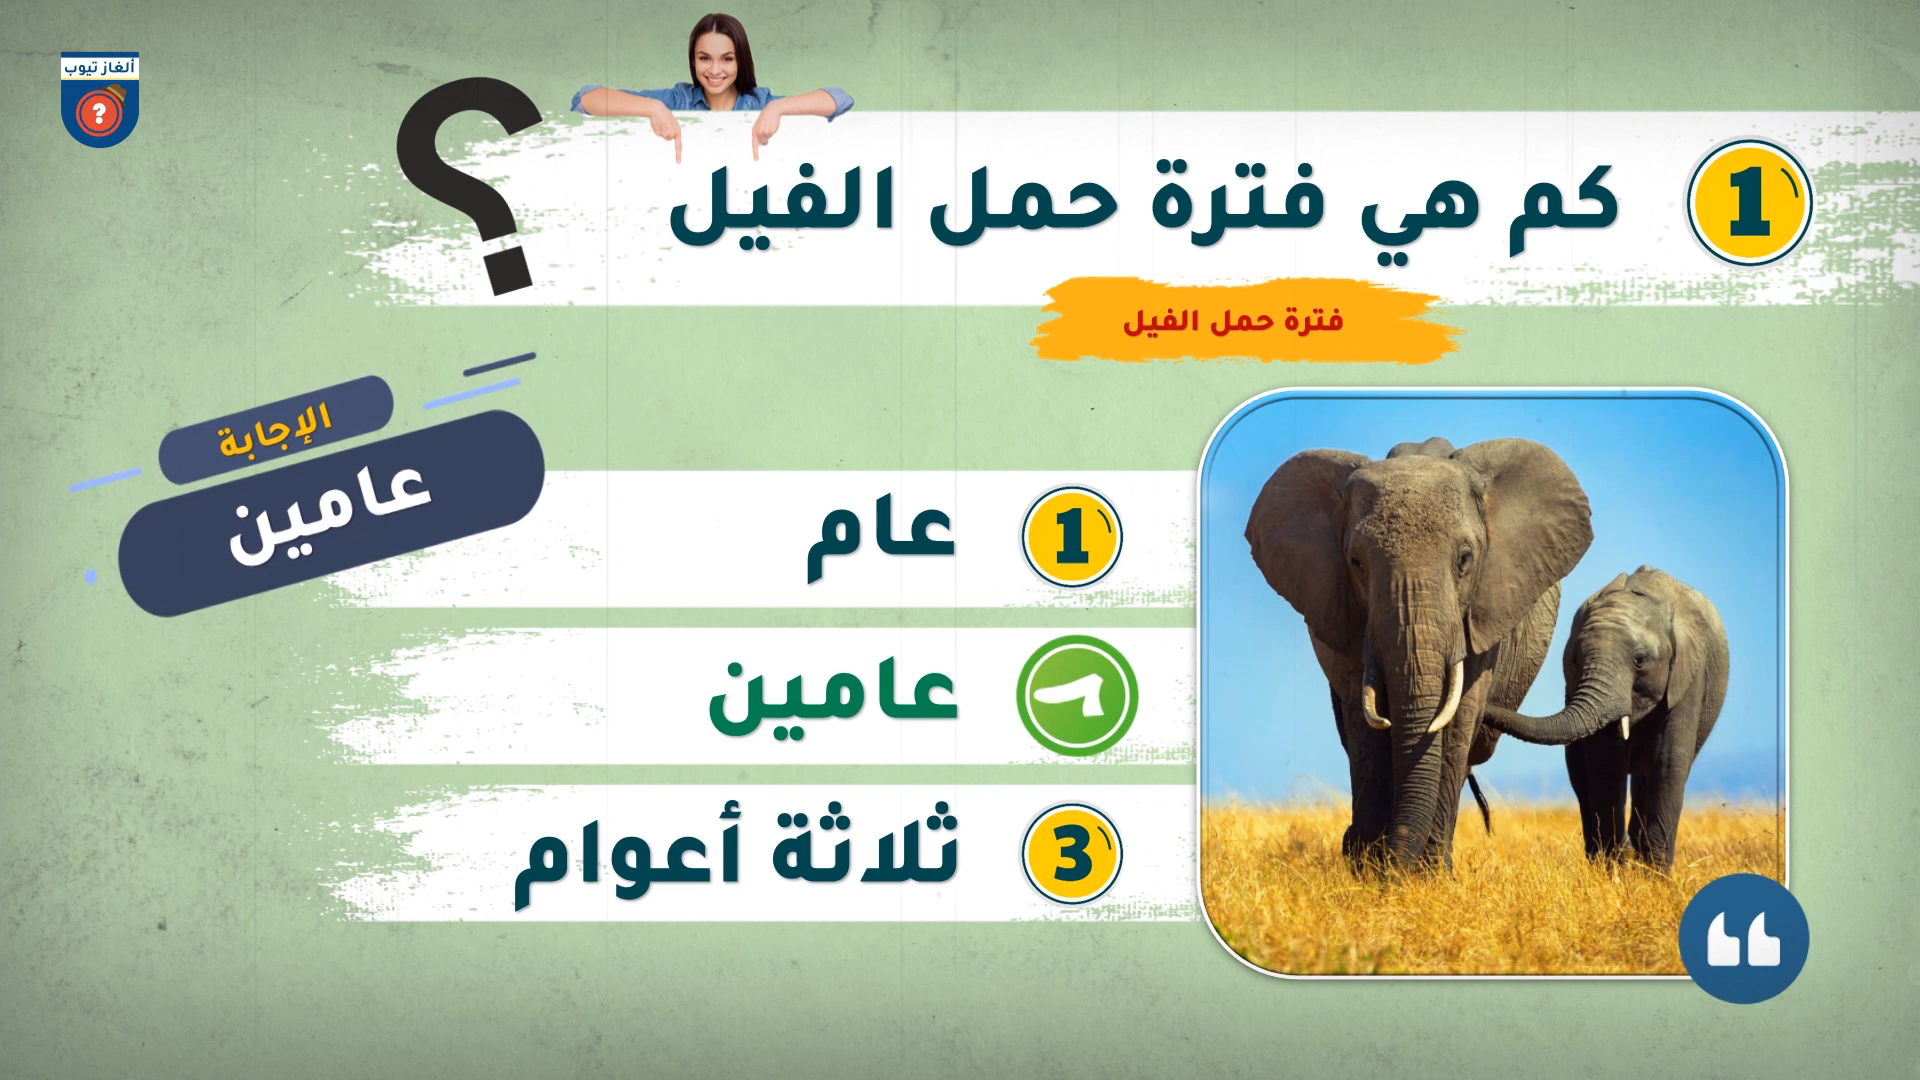 ألغاز تيوب
?
1
كم هي فترة حمل الفيل
؟
فترة حمل الفيل
الإجابة
عامين
1
عام
عامين
3
ثلاثة أعوام